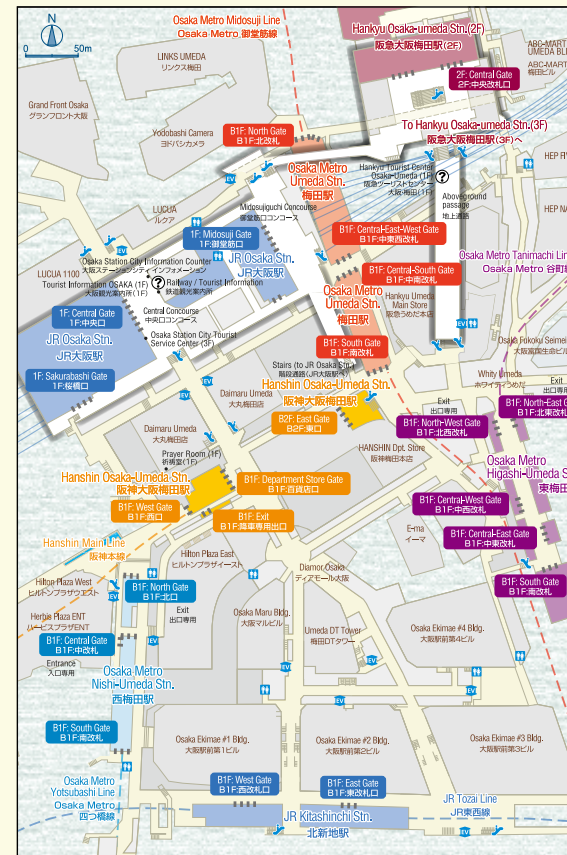 N
0 50m
Osaka Metro Midosuji Line
Osaka Metro 御堂筋線
Hankyu Osaka-umeda Stn.(2F)
阪急大阪梅田駅(2F)
ABC-MART
UMEDA BL
ABC-MART
梅田ビル
LINKS UMEDA
リンクス梅田
2F: Central Gate
2F:中央改札口
Grand Front Osaka
グランフロント大阪
To Hankyu Osaka-umeda Stn.(3F)
阪急大阪梅田駅(3F)へ
Yodobashi Camera
ヨドバシカメラ
B1F: North Gate
B1F:北改札
Osaka Metro
Umeda Stn.
梅田駅
Hankyu Tourist Center
Osaka-Umeda (1F)
阪急ツーリストセンター
大阪・梅田(1F)
?
HEP FIV
Aboveground
passage
地上通路
HEP NA
LUCUA
ルクア
Midosujiguchi Concourse
御堂筋口コンコース
1F: Midosuji Gate
1F:御堂筋口
JR Osaka Stn.
JR大阪駅
B1F: Central-East-West Gate
B1F:中東西改札
Osaka Metro Tanimachi Lin
Osaka Metro 谷町線
Osaka Station City Information Counter
大阪ステーションシティ インフォメーション
LUCUA 1100
Tourist Information OSAKA (1F)
大阪観光案内所(1F)
?
Railway / Tourist Information
鉄道観光案内所
B1F: Central-South Gate
B1F:中南改札
Osaka Metro
Umeda Stn.
梅田駅
Hankyu Umeda
Main Store
阪急うめだ本店
1F: Central Gate
1F:中央口
Central Concourse
中央口コンコース
JR Osaka Stn.
JR大阪駅
Osaka Station City Tourist
Service Center (3F)
B1F: South Gate
B1F:南改札
Osaka Fukoku Seimei
大阪富国生命ビル
1F: Sakurabashi Gate
1F:桜橋口
Stairs (to JR Osaka Stn.)
階段通路(JR大阪駅へ)
Whity Umeda
ホワイティうめだ
Hanshin Osaka-Umeda Stn.
阪神大阪梅田駅
Exit
出口専用
Exit
出口専用
Daimaru Umeda
大丸梅田店
B2F: East Gate
B2F:東口
B1F: North-West Gate
B1F:北西改札
B1F: North-East G
B1F:北東改札
Daimaru Umeda
大丸梅田店
HANSHIN Dpt. Store
阪神梅田本店
Prayer Room (1F)
祈祷室(1F)
Hanshin Osaka-Umeda Stn.
阪神大阪梅田駅
Osaka Metro
Higashi-Umeda S
東梅田
B1F: West Gate
B1F:西口
B1F: Department Store Gate
B1F:百貨店口
B1F: Central-West Gate
B1F:中西改札
B1F: Exit
B1F:降車専用出口
E-ma
イーマ
B1F: Central-East Gate
B1F:中東改札
Hanshin Main Line
阪神本線
Hilton Plaza East
ヒルトンプラザイースト
Diamor Osaka
ディアモール大阪
Hilton Plaza West
ヒルトンプラザウエスト
B1F: North Gate
B1F:北口
B1F: South Gate
B1F:南改札
Herbis Plaza ENT
ハービスプラザENT
Exit
出口専用
Osaka Maru Bldg.
大阪マルビル
Umeda DT Tower
梅田DTタワー
Osaka Ekimae #4 Bldg.
大阪駅前第4ビル
B1F: Central Gate
B1F:中改札
Entrance
入口専用
Osaka Metro
Nishi-Umeda Stn.
西梅田駅
B1F: South Gate
B1F:南改札
Osaka Ekimae #1 Bldg.
大阪駅前第1ビル
Osaka Ekimae #2 Bldg.
大阪駅前第2ビル
Osaka Ekimae #3 Bldg.
大阪駅前第3ビル
Osaka Metro
Yotsubashi Line
Osaka Metro
四つ橋線
B1F: West Gate
B1F:西改札口
B1F: East Gate
B1F:東改札口
JR Tozai Line
JR東西線
JR Kitashinchi Stn.
北新地駅